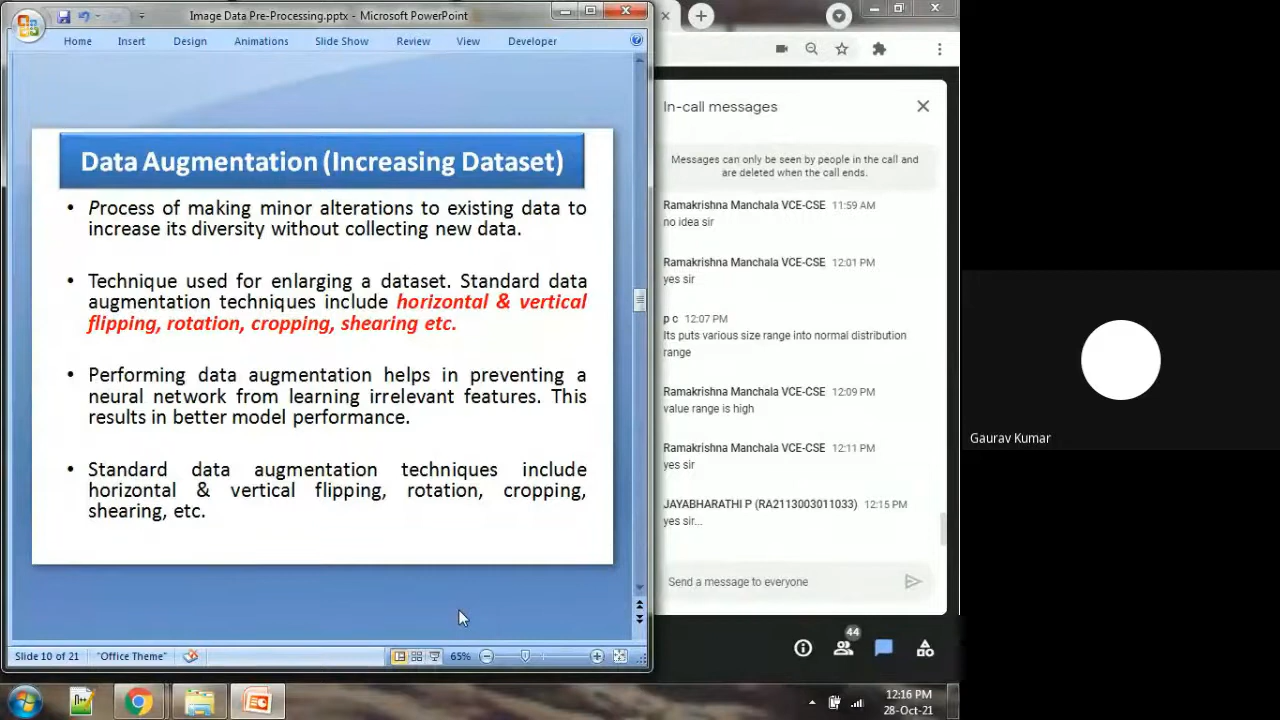 Image Data Pre-Processing.pptx - Microsoft PowerPoint
Home Insert Design Animations Slide Show Review View Developer
Data Augmentation (Increasing Dataset)
• Process of making minor alterations to existing data to
increase its diversity without collecting new data.
• Technique used for enlarging a dataset. Standard data
augmentation techniques include horizontal & vertical
flipping, rotation, cropping, shearing etc.
• Performing data augmentation helps in preventing a
neural network from learning irrelevant features. This
results in better model performance.
• Standard data augmentation techniques include
horizontal & vertical flipping, rotation, cropping,
shearing, etc.
Slide 10 of 21 "Office Theme" 65%
In-call messages
Messages can only be seen by people in the call and
are deleted when the call ends.
Ramakrishna Manchala VCE-CSE 11:59 AM
no idea sir
Ramakrishna Manchala VCE-CSE 12:01 PM
yes sir
p c 12:07 PM
Its puts various size range into normal distribution
range
Ramakrishna Manchala VCE-CSE 12:09 PM
value range is high
Ramakrishna Manchala VCE-CSE 12:11 PM
yes sir
JAYABHARATHI P (RA2113003011033) 12:15 PM
yes sir...
Send a message to everyone
44
Gaurav Kumar
12:16 PM
28-Oct-21